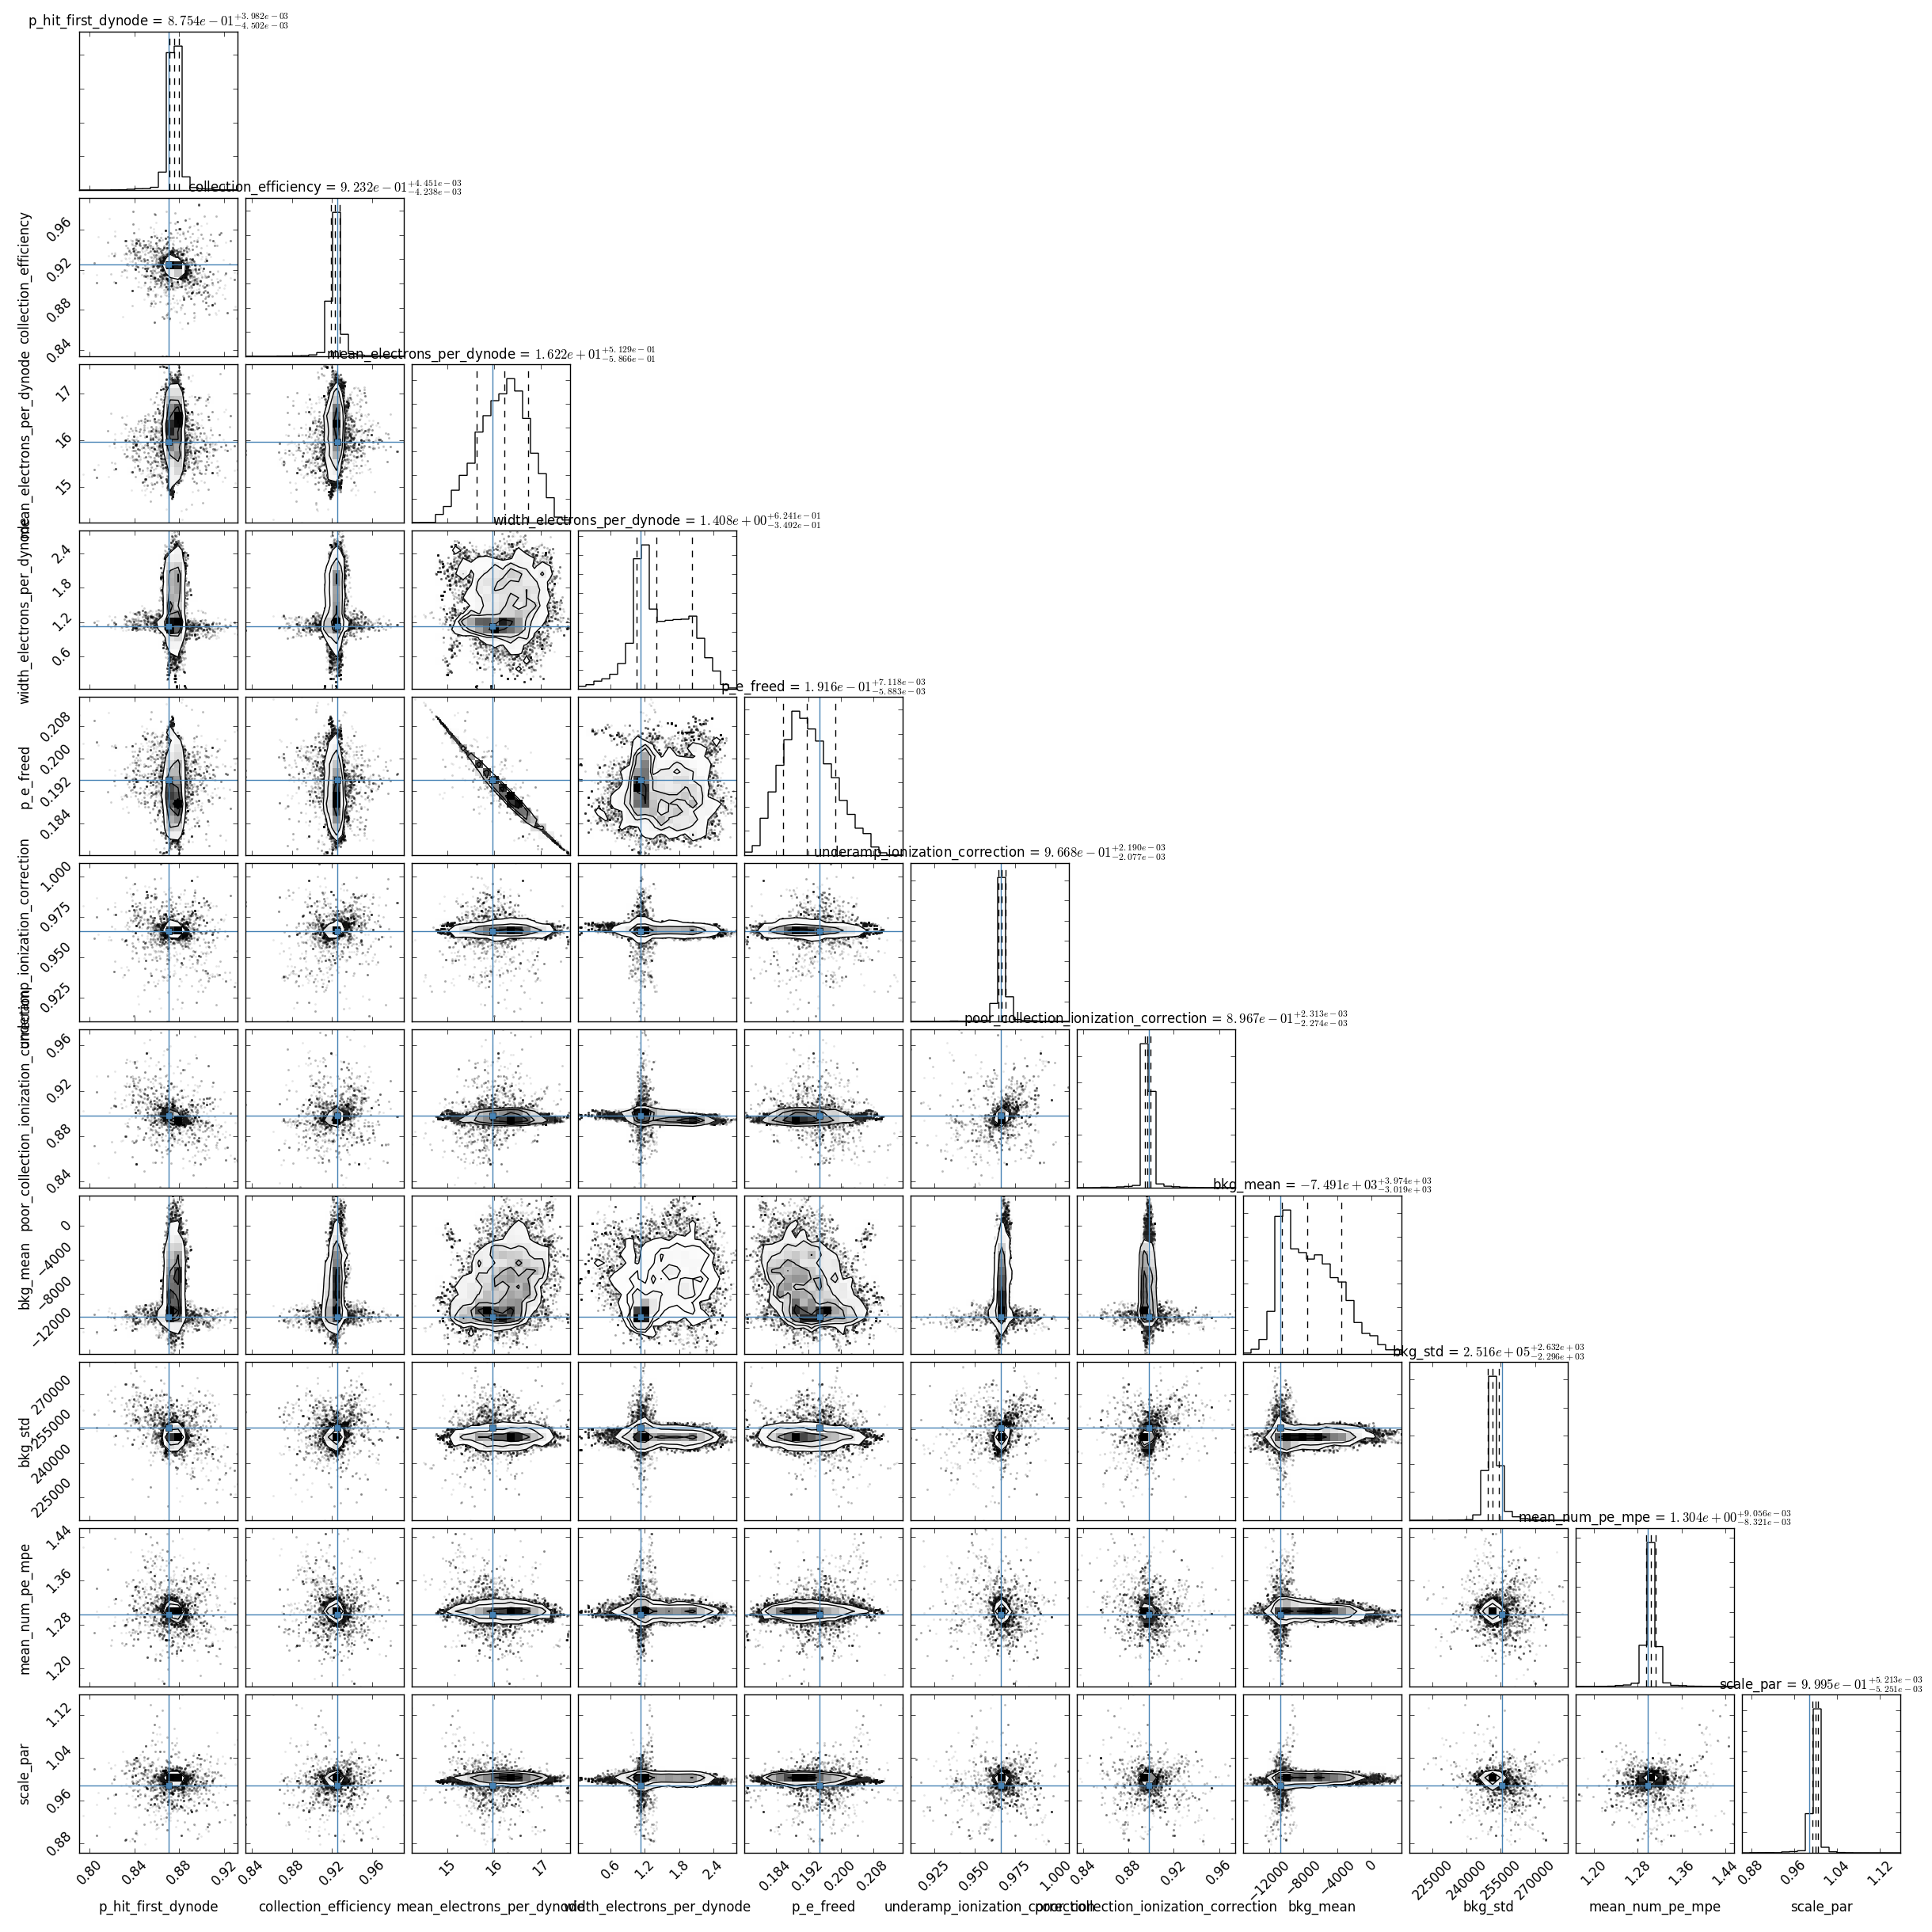 p_hit_first_dynode = 8.754e−01 +3.982e−03 −4.502e−03
collection_efficiency = 9.232e−01 +4.451e−03 −4.238e−03
0.96
0.92
0.88
0.84
collection_efficiency
mean_electrons_per_dynode = 1.622e+01 +5.129e−01 −5.866e−01
17
16
15
mean_electrons_per_dynode
width_electrons_per_dynode = 1.408e+00 +6.241e−01 −3.492e−01
2.4
1.8
1.2
0.6
width_electrons_per_dynode
p_e_freed = 1.916e−01 +7.118e−03 −5.883e−03
0.208
0.200
0.192
0.184
p_e_freed
underamp_ionization_correction = 9.668e−01 +2.190e−03 −2.077e−03
1.000
0.975
0.950
0.925
underamp_ionization_correction
poor_collection_ionization_correction = 8.967e−01 +2.313e−03 −2.274e−03
0.96
0.92
0.88
0.84
poor_collection_ionization_correction
bkg_mean = −7.491e+03 +3.974e+03 −3.019e+03
0
−4000
−8000
−12000
bkg_mean
bkg_std = 2.516e+05 +2.632e+03 −2.296e+03
270000
255000
240000
225000
bkg_std
mean_num_pe_mpe = 1.304e+00 +9.056e−03 −8.321e−03
1.44
1.36
1.28
1.20
mean_num_pe_mpe
scale_par = 9.995e−01 +5.213e−03 −5.251e−03
1.12
1.04
0.96
0.88
scale_par
0.80 0.84 0.88 0.92 0.84 0.88 0.92 0.96 15 16 17 0.6 1.2 1.8 2.4 0.184 0.192 0.200 0.208 0.925 0.950 0.975 1.000 0.84 0.88 0.92 0.96 −12000 −8000 −4000 0 225000 240000 255000 270000 1.20 1.28 1.36 1.44 0.88 0.96 1.04 1.12
p_hit_first_dynode collection_efficiency mean_electrons_per_dynode width_electrons_per_dynode p_e_freed underamp_ionization_correction poor_collection_ionization_correction bkg_mean bkg_std mean_num_pe_mpe scale_par